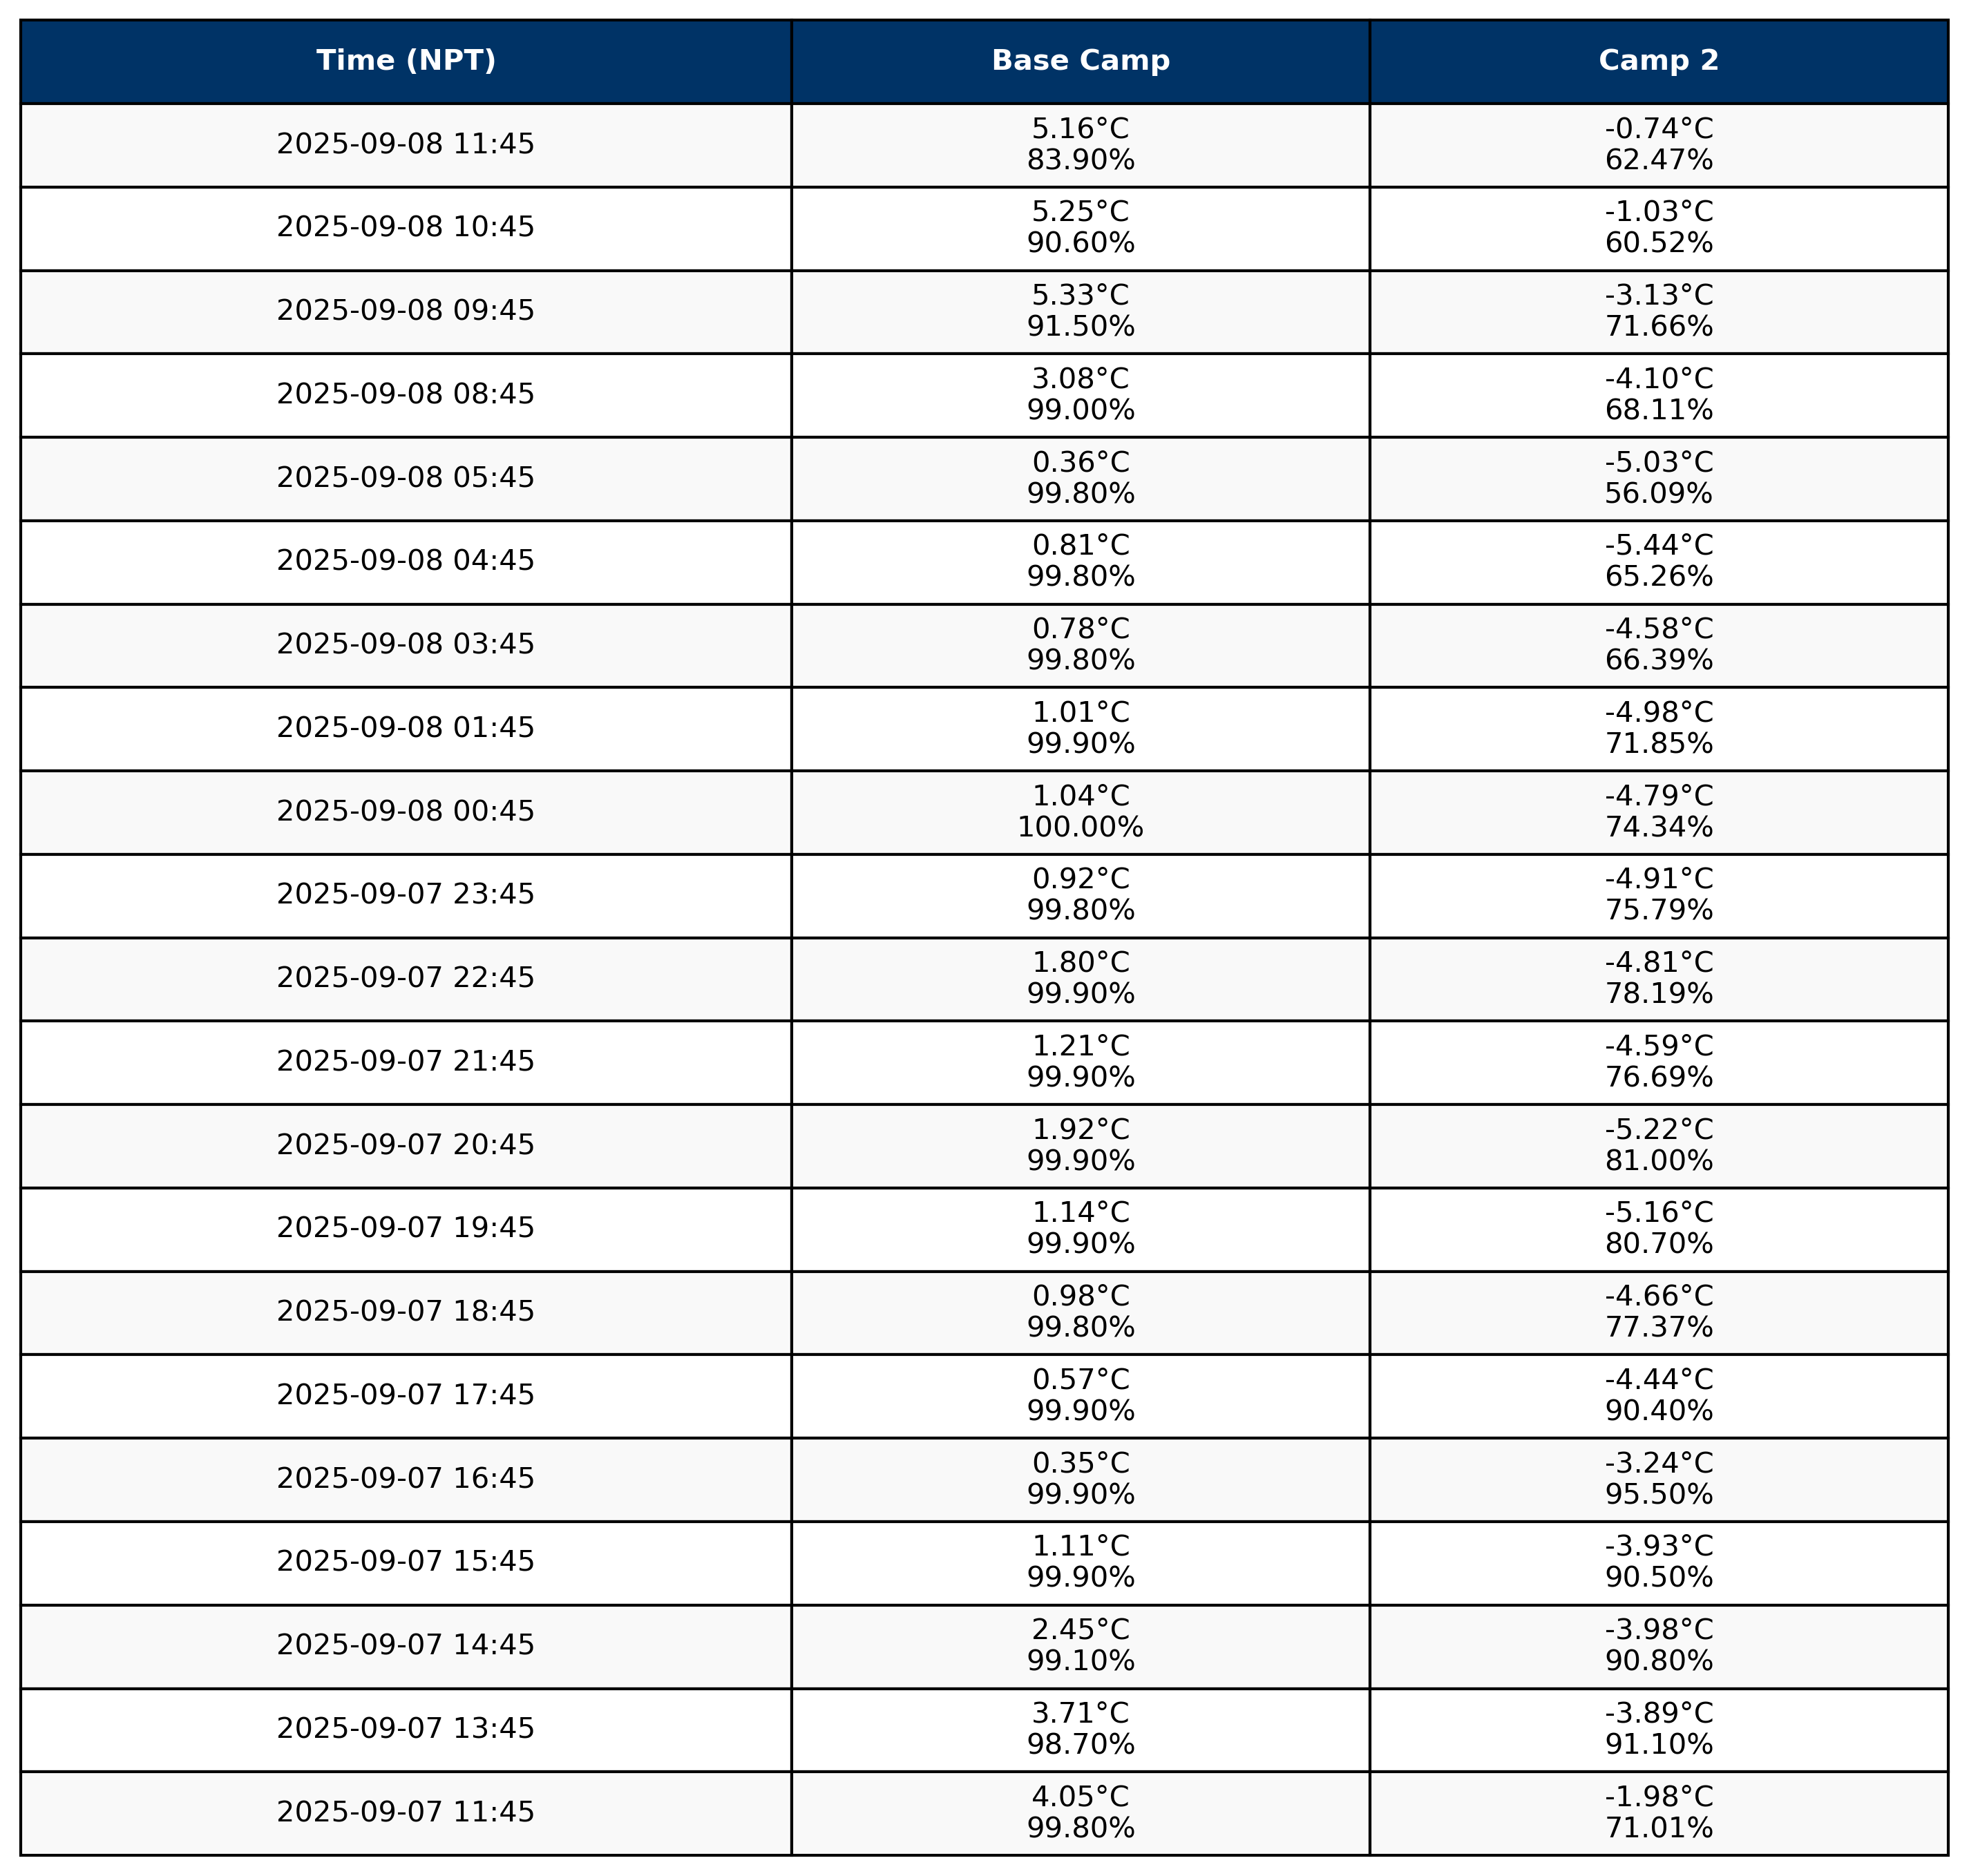 Time (NPT) Base Camp Camp 2
2025-09-08 11:45 5.16°C -0.74°C
83.90% 62.47%
2025-09-08 10:45 5.25°C -1.03°C
90.60% 60.52%
2025-09-08 09:45 5.33°C -3.13°C
91.50% 71.66%
2025-09-08 08:45 3.08°C -4.10°C
99.00% 68.11%
2025-09-08 05:45 0.36°C -5.03°C
99.80% 56.09%
2025-09-08 04:45 0.81°C -5.44°C
99.80% 65.26%
2025-09-08 03:45 0.78°C -4.58°C
99.80% 66.39%
2025-09-08 01:45 1.01°C -4.98°C
99.90% 71.85%
2025-09-08 00:45 1.04°C -4.79°C
100.00% 74.34%
2025-09-07 23:45 0.92°C -4.91°C
99.80% 75.79%
2025-09-07 22:45 1.80°C -4.81°C
99.90% 78.19%
2025-09-07 21:45 1.21°C -4.59°C
99.90% 76.69%
2025-09-07 20:45 1.92°C -5.22°C
99.90% 81.00%
2025-09-07 19:45 1.14°C -5.16°C
99.90% 80.70%
2025-09-07 18:45 0.98°C -4.66°C
99.80% 77.37%
2025-09-07 17:45 0.57°C -4.44°C
99.90% 90.40%
2025-09-07 16:45 0.35°C -3.24°C
99.90% 95.50%
2025-09-07 15:45 1.11°C -3.93°C
99.90% 90.50%
2025-09-07 14:45 2.45°C -3.98°C
99.10% 90.80%
2025-09-07 13:45 3.71°C -3.89°C
98.70% 91.10%
2025-09-07 11:45 4.05°C -1.98°C
99.80% 71.01%